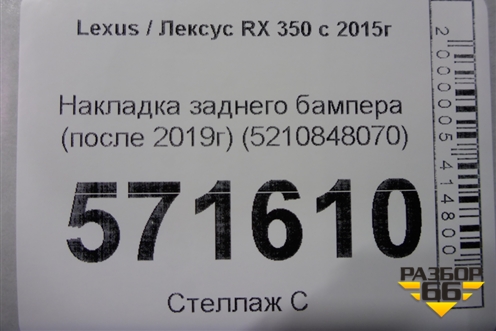 Lexus / Лексус RX 350 с 2015г
Накладка заднего бампера
(после 2019г) (5210848070)
571610
Стеллаж С
2000005414800
РАЗБОР
66